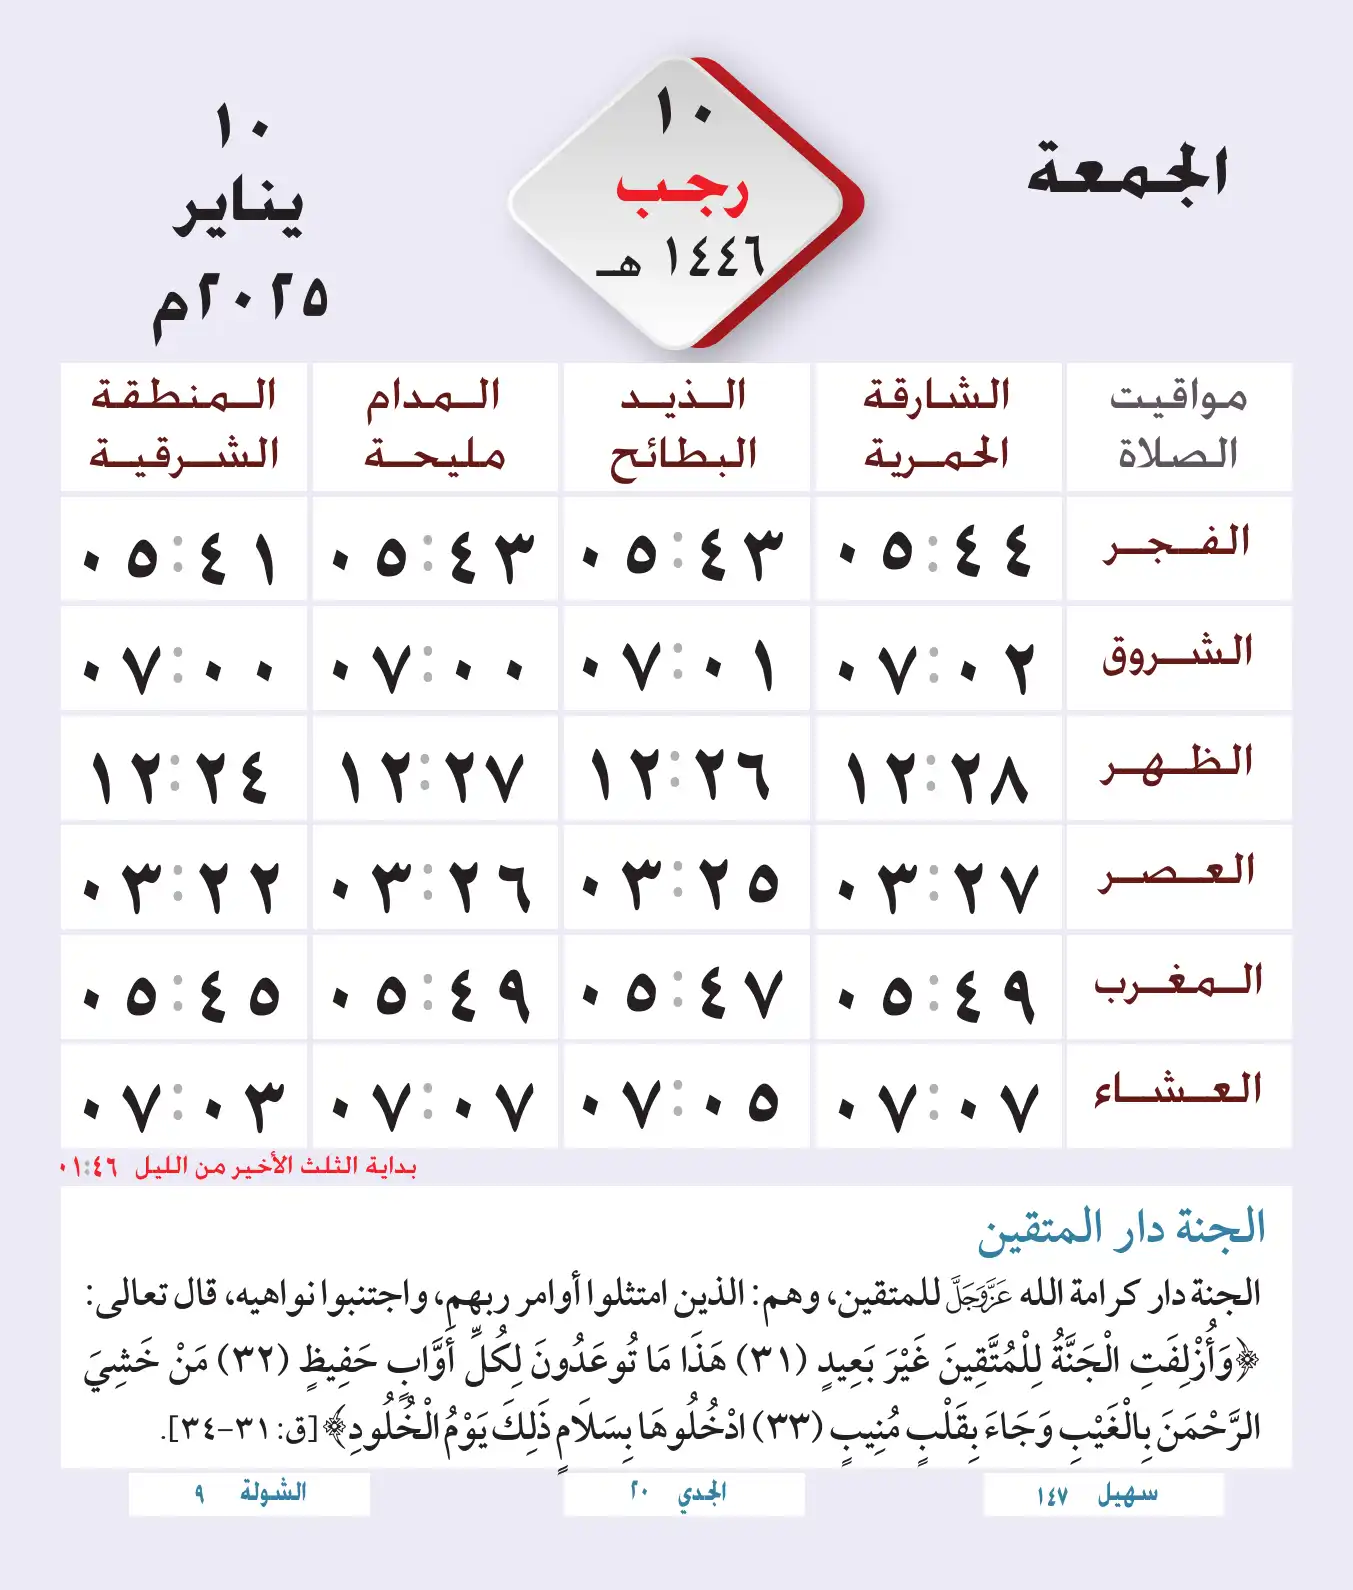 الجمعة
١٠
رجب
١٤٤٦ هـ
١٠
يناير
٢٠٢٥م
مواقيت الصلاة | الشارقة الحمرية | الذيد البطائح | المدام مليحة | المنطقة الشرقية
الفجر | ٠٥:٤٤ | ٠٥:٤٣ | ٠٥:٤٣ | ٠٥:٤١
الشروق | ٠٧:٠٢ | ٠٧:٠١ | ٠٧:٠٠ | ٠٧:٠٠
الظهر | ١٢:٢٨ | ١٢:٢٦ | ١٢:٢٧ | ١٢:٢٤
العصر | ٠٣:٢٧ | ٠٣:٢٥ | ٠٣:٢٦ | ٠٣:٢٢
المغرب | ٠٥:٤٩ | ٠٥:٤٧ | ٠٥:٤٩ | ٠٥:٤٥
العشاء | ٠٧:٠٧ | ٠٧:٠٥ | ٠٧:٠٧ | ٠٧:٠٣
بداية الثلث الأخير من الليل ٠١:٤٦
الجنة دار المتقين
الجنة دار كرامة الله عَزَّوَجَلَّ للمتقين، وهم: الذين امتثلوا أوامر ربهم، واجتنبوا نواهيه، قال تعالى:
﴿وَأُزْلِفَتِ الْجَنَّةُ لِلْمُتَّقِينَ غَيْرَ بَعِيدٍ (٣١) هَذَا مَا تُوعَدُونَ لِكُلِّ أَوَّابٍ حَفِيظٍ (٣٢) مَنْ خَشِيَ
الرَّحْمَنَ بِالْغَيْبِ وَجَاءَ بِقَلْبٍ مُنِيبٍ (٣٣) ادْخُلُوهَا بِسَلَامٍ ذَلِكَ يَوْمُ الْخُلُودِ﴾ [ق: ٣١-٣٤].
سهيل ١٤٧
الجدي ٢٠
الشولة ٩